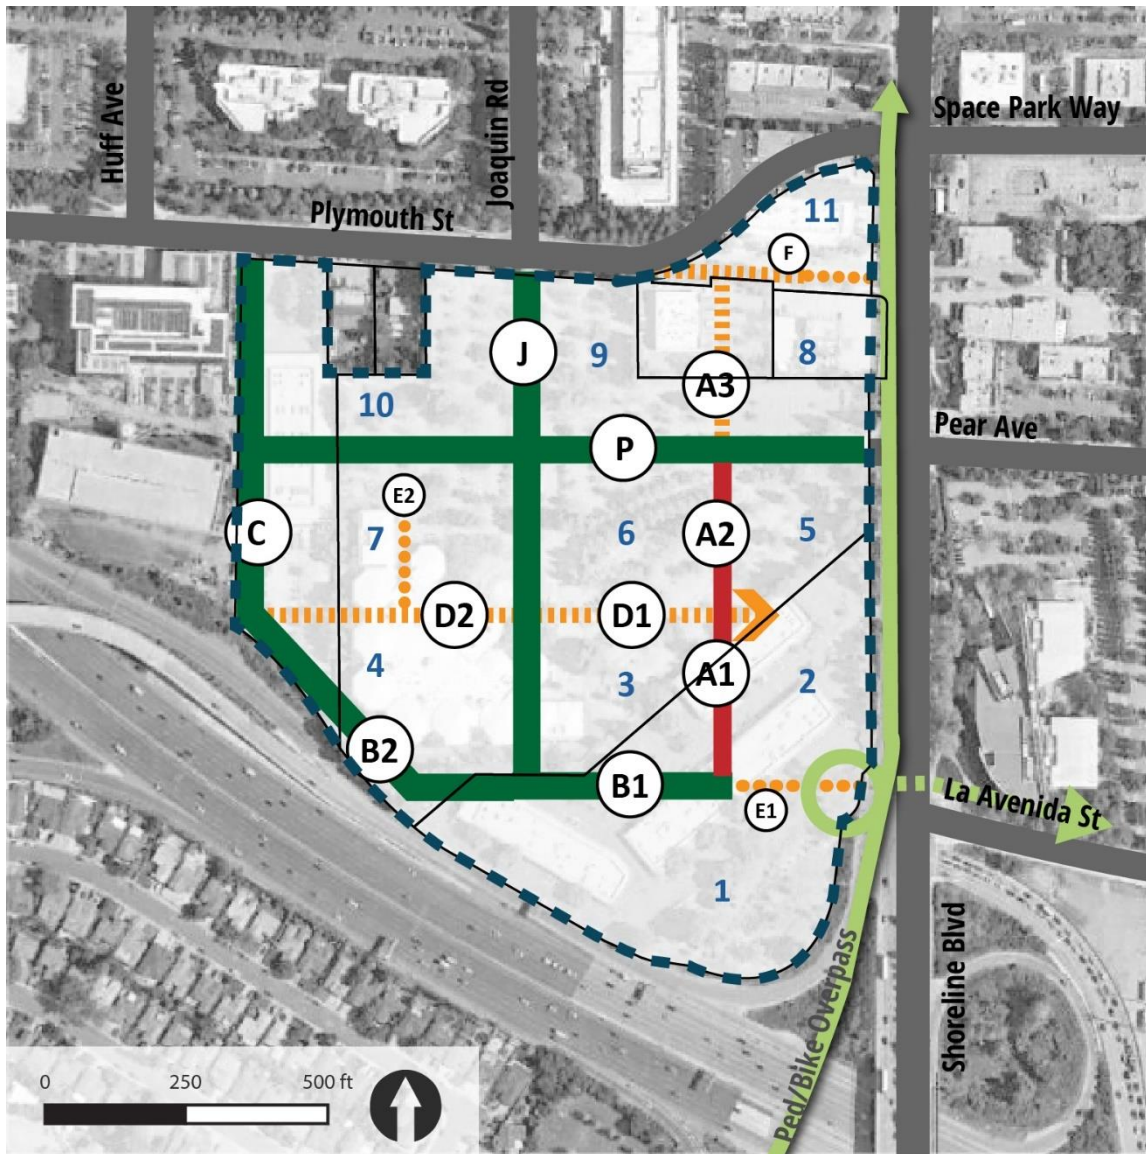 Space Park Way
Huff Ave
Joaquin Rd
Plymouth St
11
F
J
9
8
A3
10
Pear Ave
P
E2
C
7
6
A2
5
D2
D1
4
3
A1
2
B2
B1
E1
La Avenida St
1
Ped/Bike Overpass
Shoreline Blvd
0 250 500 ft